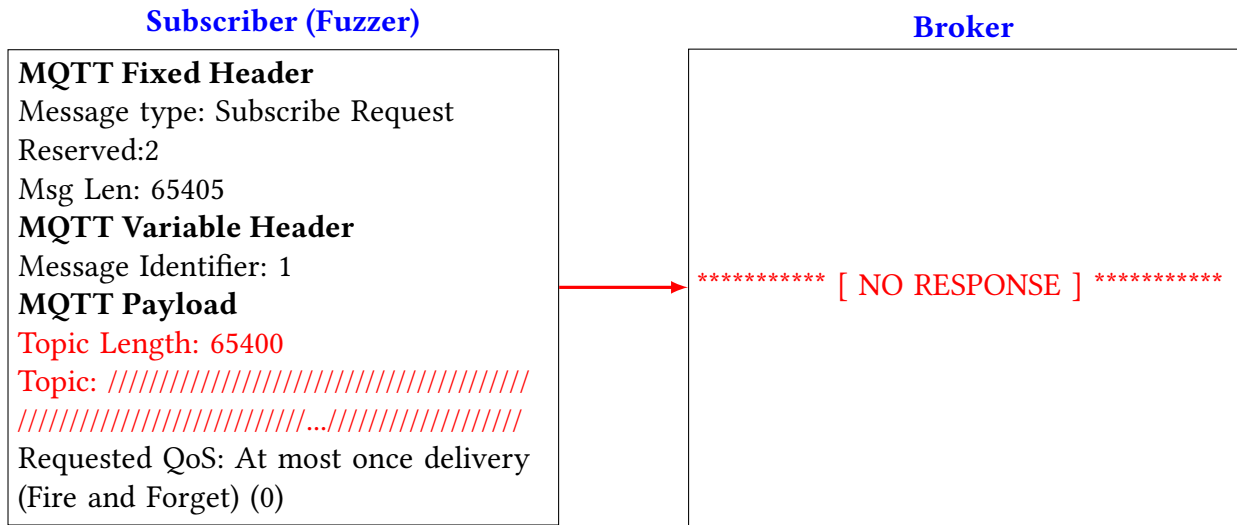 Subscriber (Fuzzer)
MQTT Fixed Header
Message type: Subscribe Request
Reserved:2
Msg Len: 65405
MQTT Variable Header
Message Identifier: 1
MQTT Payload
Topic Length: 65400
Topic: /////////////////////////////////////////
////////////////////////////...///////////////////
Requested QoS: At most once delivery
(Fire and Forget) (0)
Broker
*********** [ NO RESPONSE ] ***********